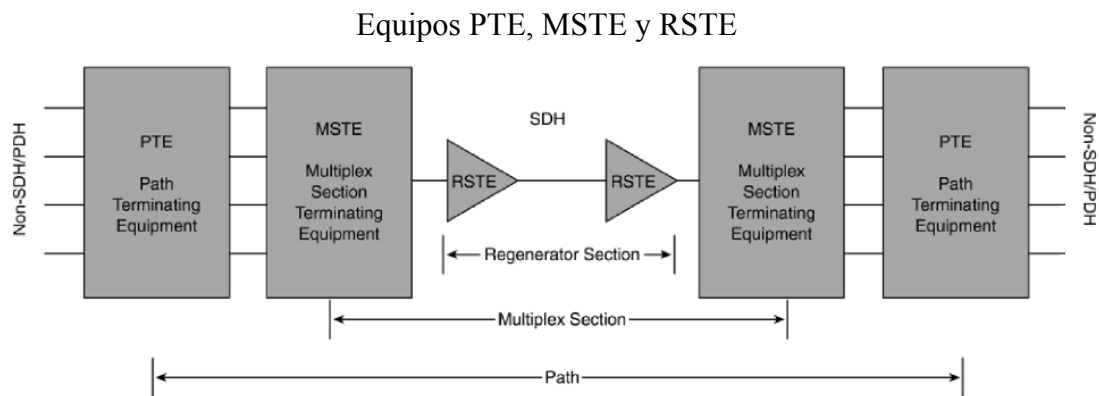 Equipos PTE, MSTE y RSTE
Non-SDH/PDH
PTE
Path
Terminating
Equipment
MSTE
Multiplex
Section
Terminating
Equipment
RSTE
SDH
RSTE
MSTE
Multiplex
Section
Terminating
Equipment
PTE
Path
Terminating
Equipment
Non-SDH/PDH
Regenerator Section
Multiplex Section
Path